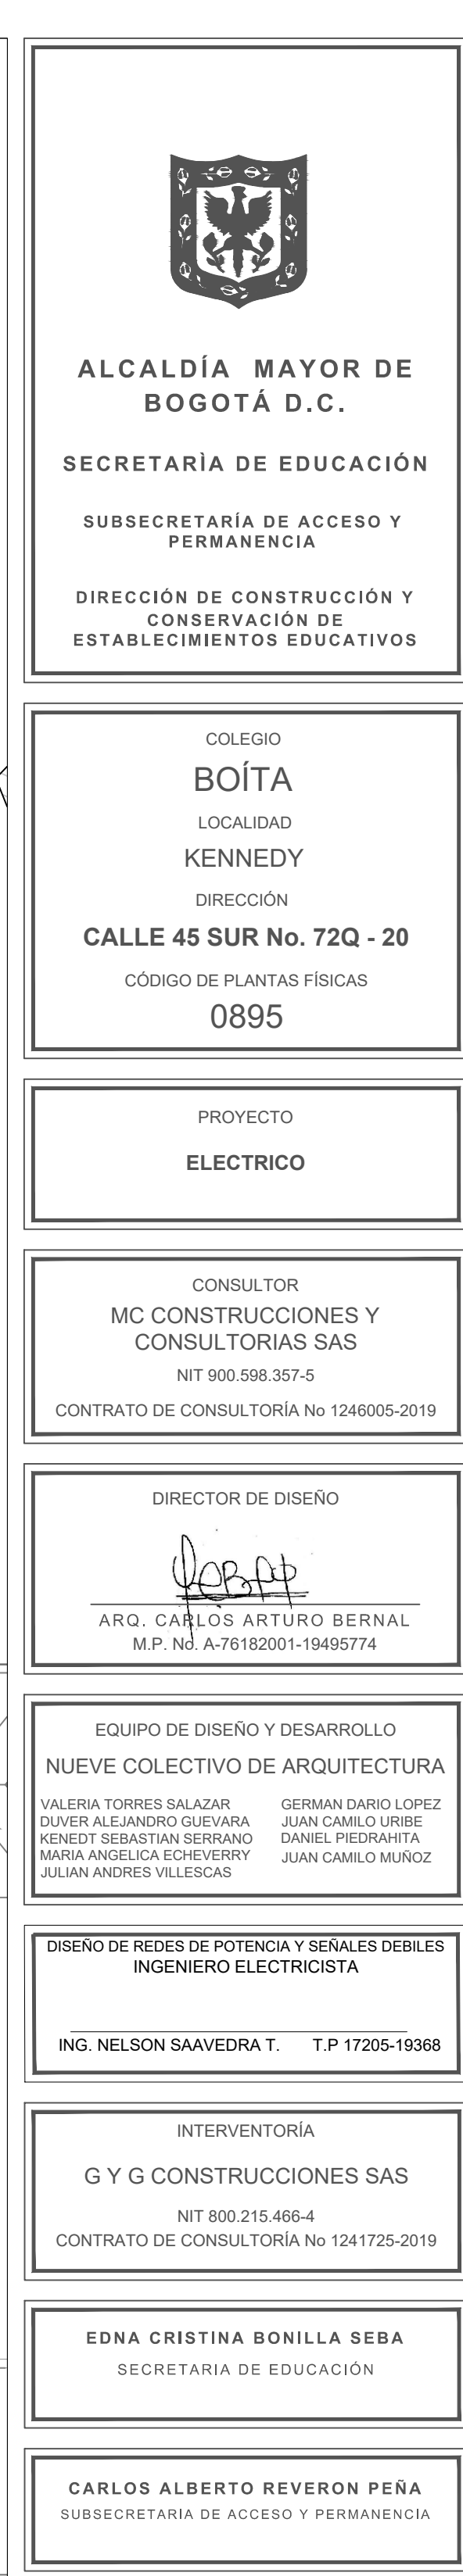 ALCALDÍA MAYOR DE
BOGOTÁ D.C.
SECRETARÌA DE EDUCACIÓN
SUBSECRETARÍA DE ACCESO Y
PERMANENCIA
DIRECCIÓN DE CONSTRUCCIÓN Y
CONSERVACIÓN DE
ESTABLECIMIENTOS EDUCATIVOS
COLEGIO
BOÍTA
LOCALIDAD
KENNEDY
DIRECCIÓN
CALLE 45 SUR No. 72Q - 20
CÓDIGO DE PLANTAS FÍSICAS
0895
PROYECTO
ELECTRICO
CONSULTOR
MC CONSTRUCCIONES Y
CONSULTORIAS SAS
NIT 900.598.357-5
CONTRATO DE CONSULTORÍA No 1246005-2019
DIRECTOR DE DISEÑO
ARQ. CARLOS ARTURO BERNAL
M.P. No. A-76182001-19495774
EQUIPO DE DISEÑO Y DESARROLLO
NUEVE COLECTIVO DE ARQUITECTURA
VALERIA TORRES SALAZAR
DUVER ALEJANDRO GUEVARA
KENEDT SEBASTIAN SERRANO
MARIA ANGELICA ECHEVERRY
JULIAN ANDRES VILLESCAS
GERMAN DARIO LOPEZ
JUAN CAMILO URIBE
DANIEL PIEDRAHITA
JUAN CAMILO MUÑOZ
DISEÑO DE REDES DE POTENCIA Y SEÑALES DEBILES
INGENIERO ELECTRICISTA
ING. NELSON SAAVEDRA T. T.P 17205-19368
INTERVENTORÍA
G Y G CONSTRUCCIONES SAS
NIT 800.215.466-4
CONTRATO DE CONSULTORÍA No 1241725-2019
EDNA CRISTINA BONILLA SEBA
SECRETARIA DE EDUCACIÓN
CARLOS ALBERTO REVERON PEÑA
SUBSECRETARIA DE ACCESO Y PERMANENCIA